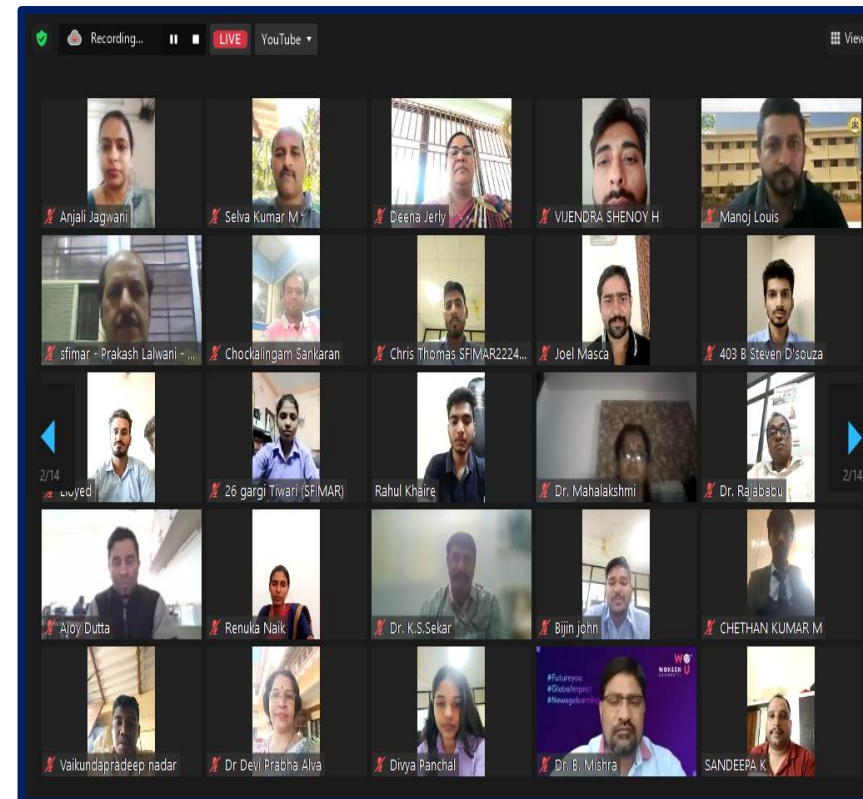 Recording... LIVE YouTube View
Anjali Jagwani Selva Kumar M Deena Jerly VIJENDRA SHENOY H Manoj Louis
sfimar - Prakash Lalwani - ... Chockalingam Sankaran Chris Thomas SFIMAR2224... Joel Masca 403 B Steven D'souza
2/14 2/14
Lloyed 26 gargi Tiwari (SFIMAR) Rahul Khaire Dr. Mahalakshmi Dr. Rajababu
Ajoy Dutta Renuka Naik Dr. K.S.Sekar Bijin john CHETHAN KUMAR M
WOXSEN
UNIVERSITY
#Futureyou
#GlobalImpact
#Newagelearning
Vaikundapradeep nadar Dr Devi Prabha Alva Divya Panchal Dr. B. Mishra SANDEEPA K